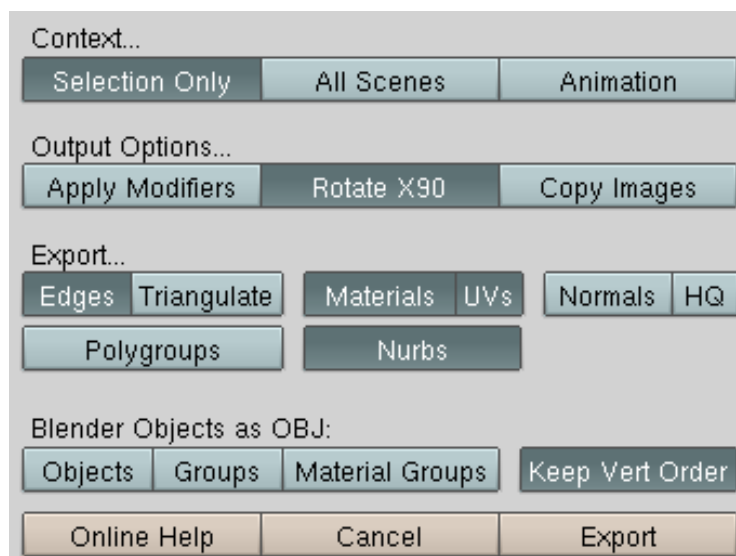 Context...
Selection Only All Scenes Animation
Output Options...
Apply Modifiers Rotate X90 Copy Images
Export...
Edges Triangulate Materials UVs Normals HQ
Polygroups Nurbs
Blender Objects as OBJ:
Objects Groups Material Groups Keep Vert Order
Online Help Cancel Export